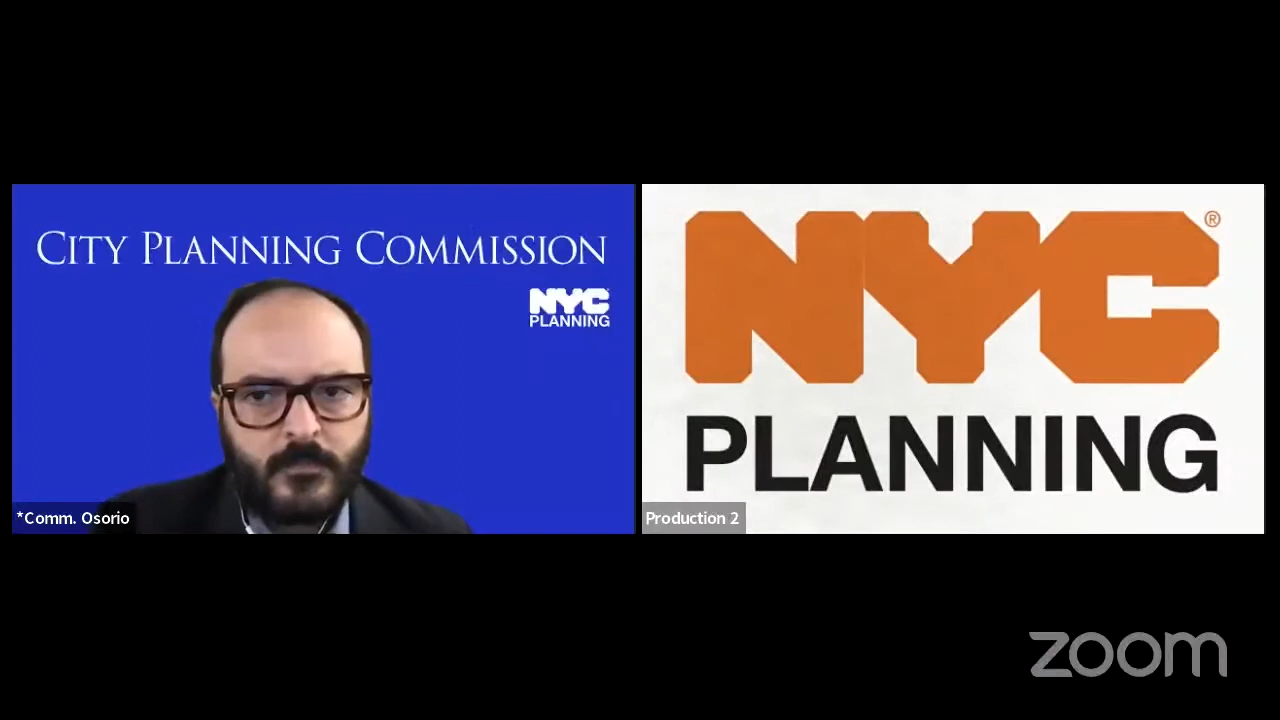 CITY PLANNING COMMISSION
NYC
PLANNING
*Comm. Osorio
NYC®
PLANNING
Production 2
zoom